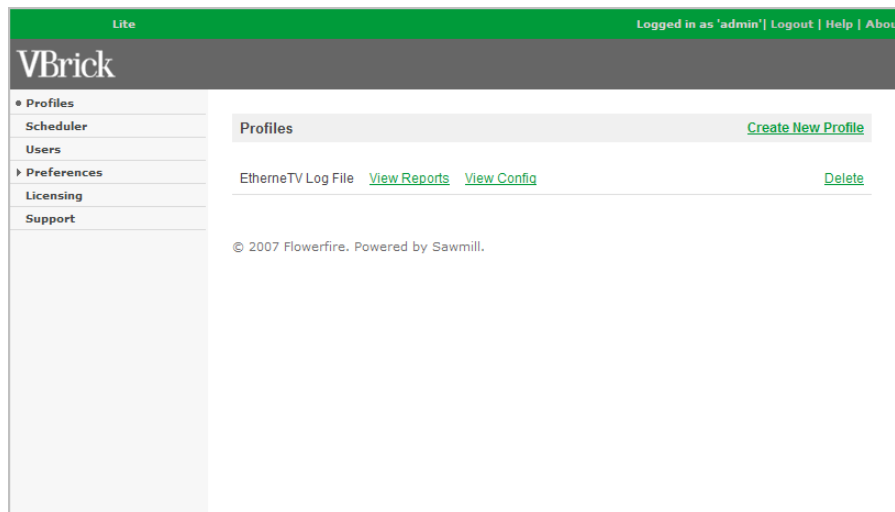 Lite
Logged in as 'admin'| Logout | Help |
VBrick
Profiles
Scheduler
Users
Preferences
Licensing
Support
Profiles Create New Profile
EtherneTV Log File View Reports View Config Delete
© 2007 Flowerfire. Powered by Sawmill.